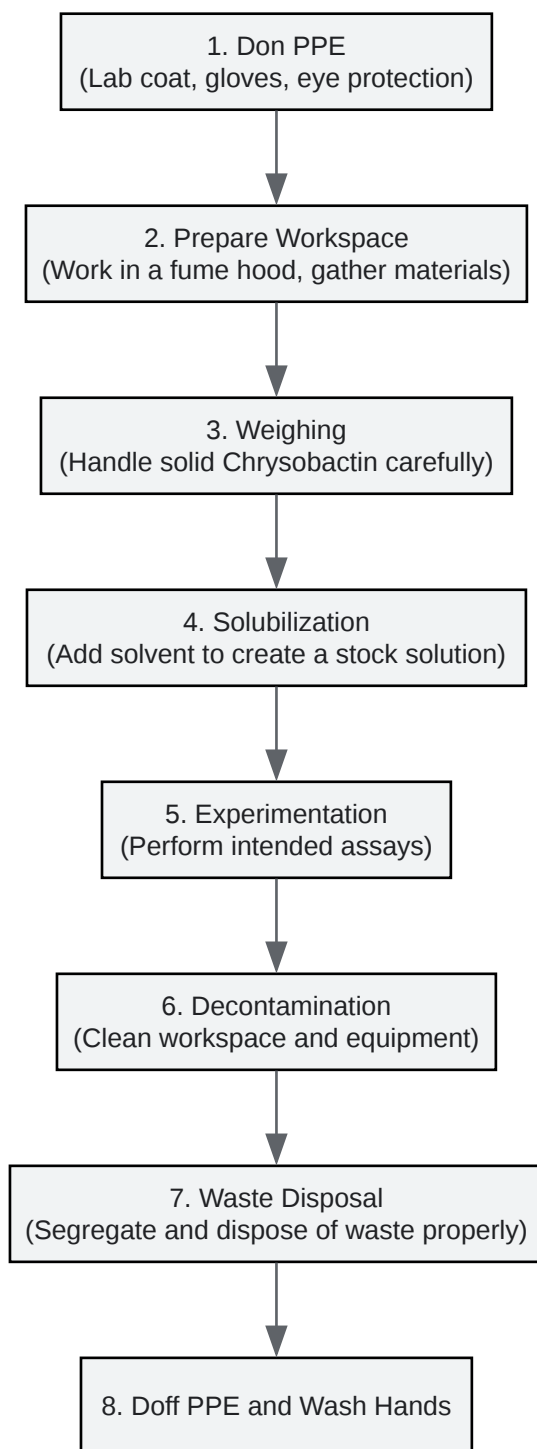 1. Don PPE
(Lab coat, gloves, eye protection)
2. Prepare Workspace
(Work in a fume hood, gather materials)
3. Weighing
(Handle solid Chrysobactin carefully)
4. Solubilization
(Add solvent to create a stock solution)
5. Experimentation
(Perform intended assays)
6. Decontamination
(Clean workspace and equipment)
7. Waste Disposal
(Segregate and dispose of waste properly)
8. Doff PPE and Wash Hands